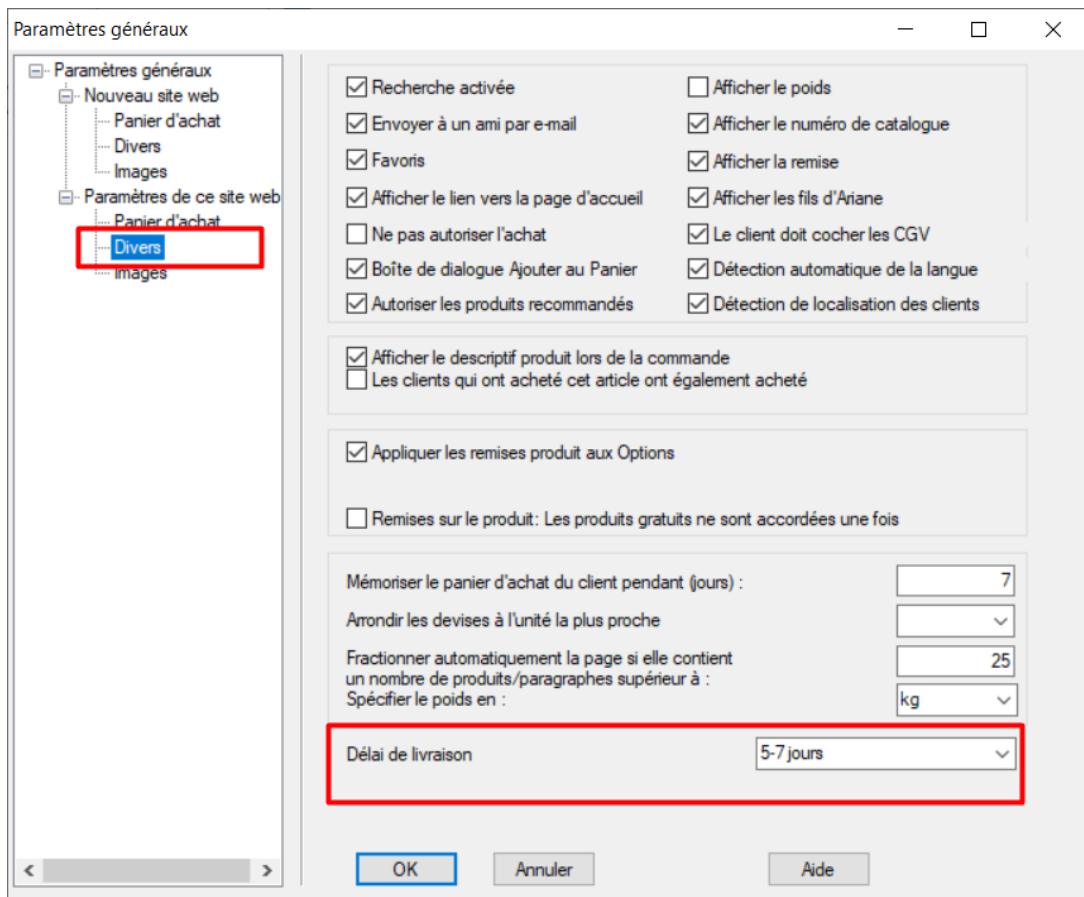 Paramètres généraux
Paramètres généraux
Nouveau site web
Panier d'achat
Divers
Images
Paramètres de ce site web
Panier d'achat
Divers
Images
Recherche activée
Afficher le poids
Envoyer à un ami par e-mail
Afficher le numéro de catalogue
Favoris
Afficher la remise
Afficher le lien vers la page d'accueil
Afficher les fils d'Ariane
Ne pas autoriser l'achat
Le client doit cocher les CGV
Boîte de dialogue Ajouter au Panier
Détection automatique de la langue
Autoriser les produits recommandés
Détection de localisation des clients
Afficher le descriptif produit lors de la commande
Les clients qui ont acheté cet article ont également acheté
Appliquer les remises produit aux Options
Remises sur le produit: Les produits gratuits ne sont accordées une fois
Mémoriser le panier d'achat du client pendant (jours) :
7
Arrondir les devises à l'unité la plus proche
Fractionner automatiquement la page si elle contient
un nombre de produits/paragraphes supérieur à :
25
Spécifier le poids en :
kg
Délai de livraison
5-7 jours
OK
Annuler
Aide